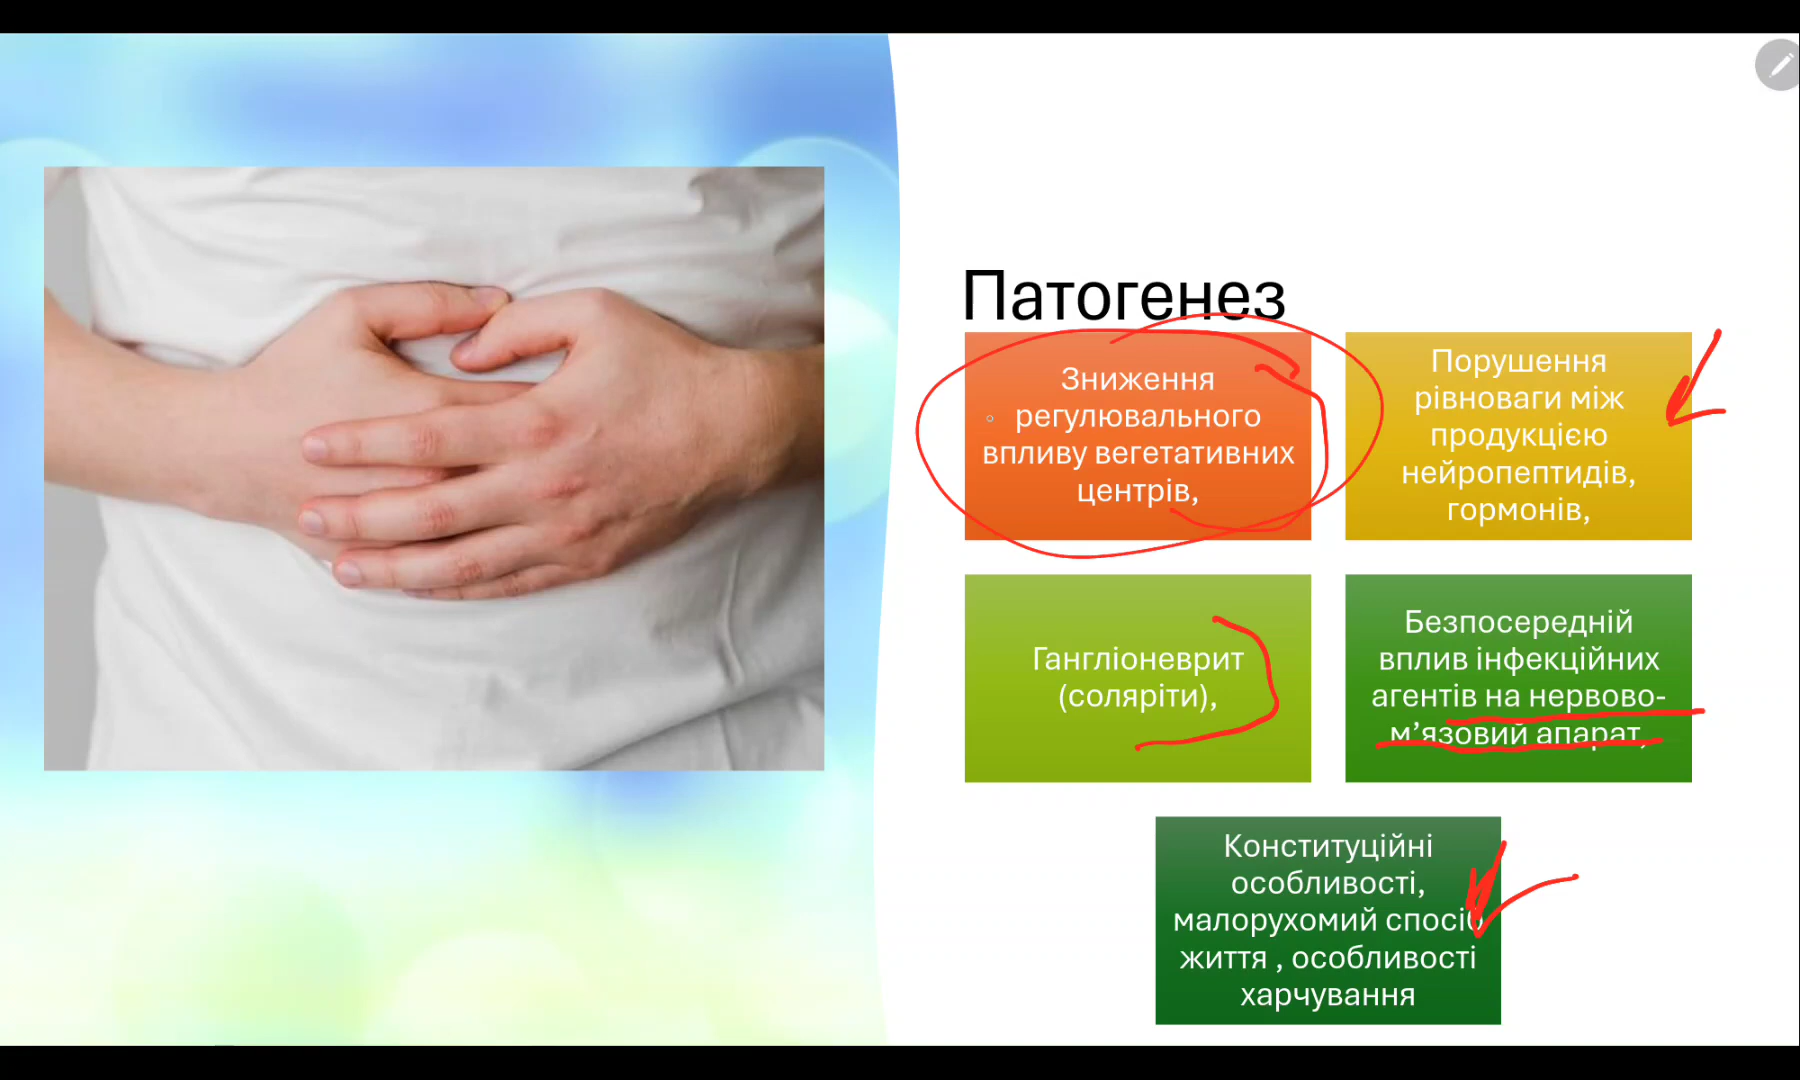 Патогенез
Зниження
регулювального
впливу вегетативних
центрів,
Порушення
рівноваги між
продукцією
нейропептидів,
гормонів,
Гангліоневрит
(соляріти),
Безпосередній
вплив інфекційних
агентів на нервово-
м’язовий апарат,
Конституційні
особливості,
малорухомий спосіб
життя , особливості
харчування